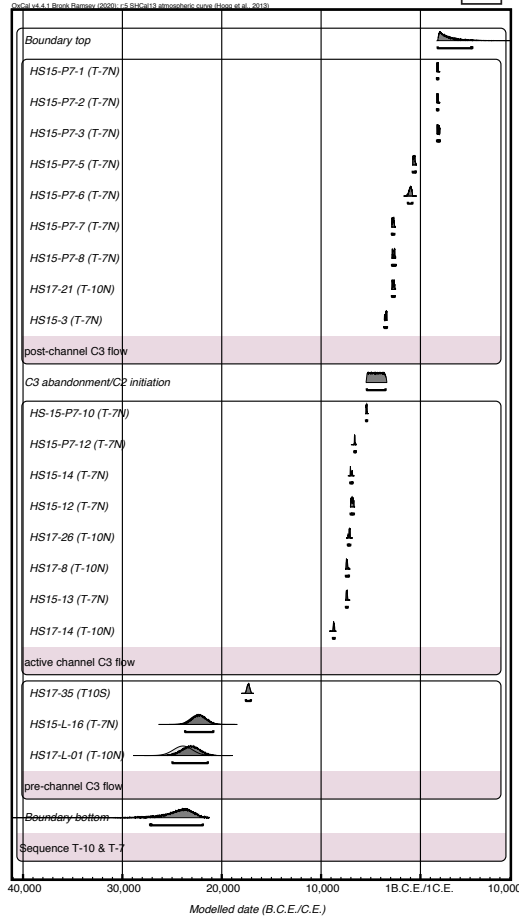 OxCal v4.4.1 Bronk Ramsey (2020); r:5 SHCal13 atmospheric curve (Hogg et al., 2013)
Boundary top
HS15-P7-1 (T-7N)
HS15-P7-2 (T-7N)
HS15-P7-3 (T-7N)
HS15-P7-5 (T-7N)
HS15-P7-6 (T-7N)
HS15-P7-7 (T-7N)
HS15-P7-8 (T-7N)
HS17-21 (T-10N)
HS15-3 (T-7N)
post-channel C3 flow
C3 abandonment/C2 initiation
HS-15-P7-10 (T-7N)
HS15-P7-12 (T-7N)
HS15-14 (T-7N)
HS15-12 (T-7N)
HS17-26 (T-10N)
HS17-8 (T-10N)
HS15-13 (T-7N)
HS17-14 (T-10N)
active channel C3 flow
HS17-35 (T10S)
HS15-L-16 (T-7N)
HS17-L-01 (T-10N)
pre-channel C3 flow
Boundary bottom
Sequence T-10 & T-7
40,000 30,000 20,000 10,000 1B.C.E./1C.E. 10,000
Modelled date (B.C.E./C.E.)